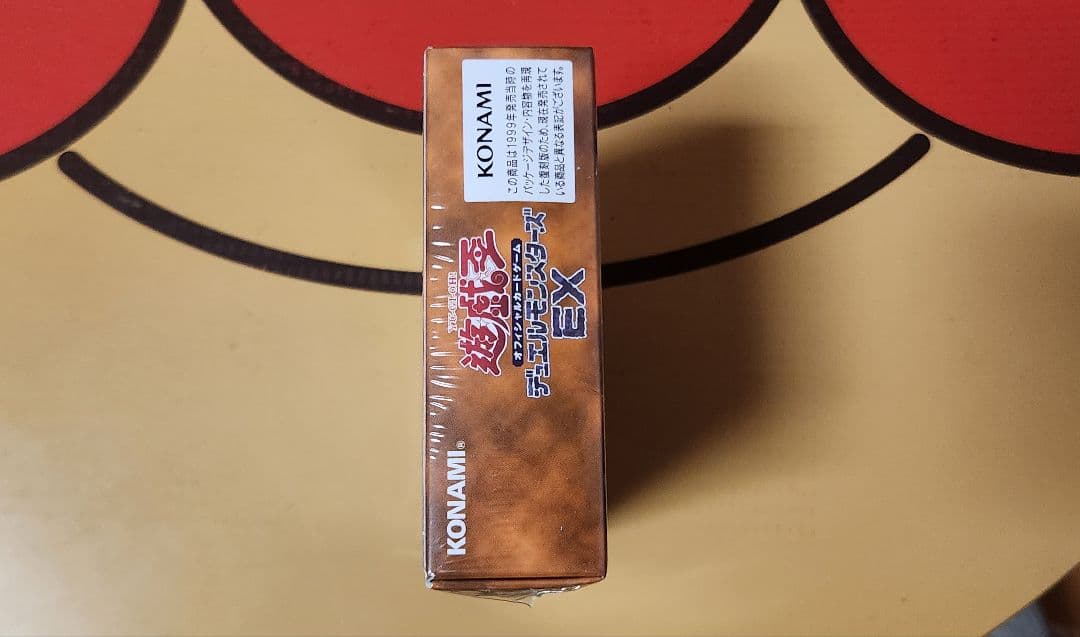 KONAMI
この商品は1999年発売当時の
パッケージデザイン・内容物を再現
した復刻版のため、現在発売されて
いる商品と異なる表記がございます。
YU-GI-OH!
遊戯王
オフィシャルカードゲーム
デュエルモンスターズ
EX
KONAMI®